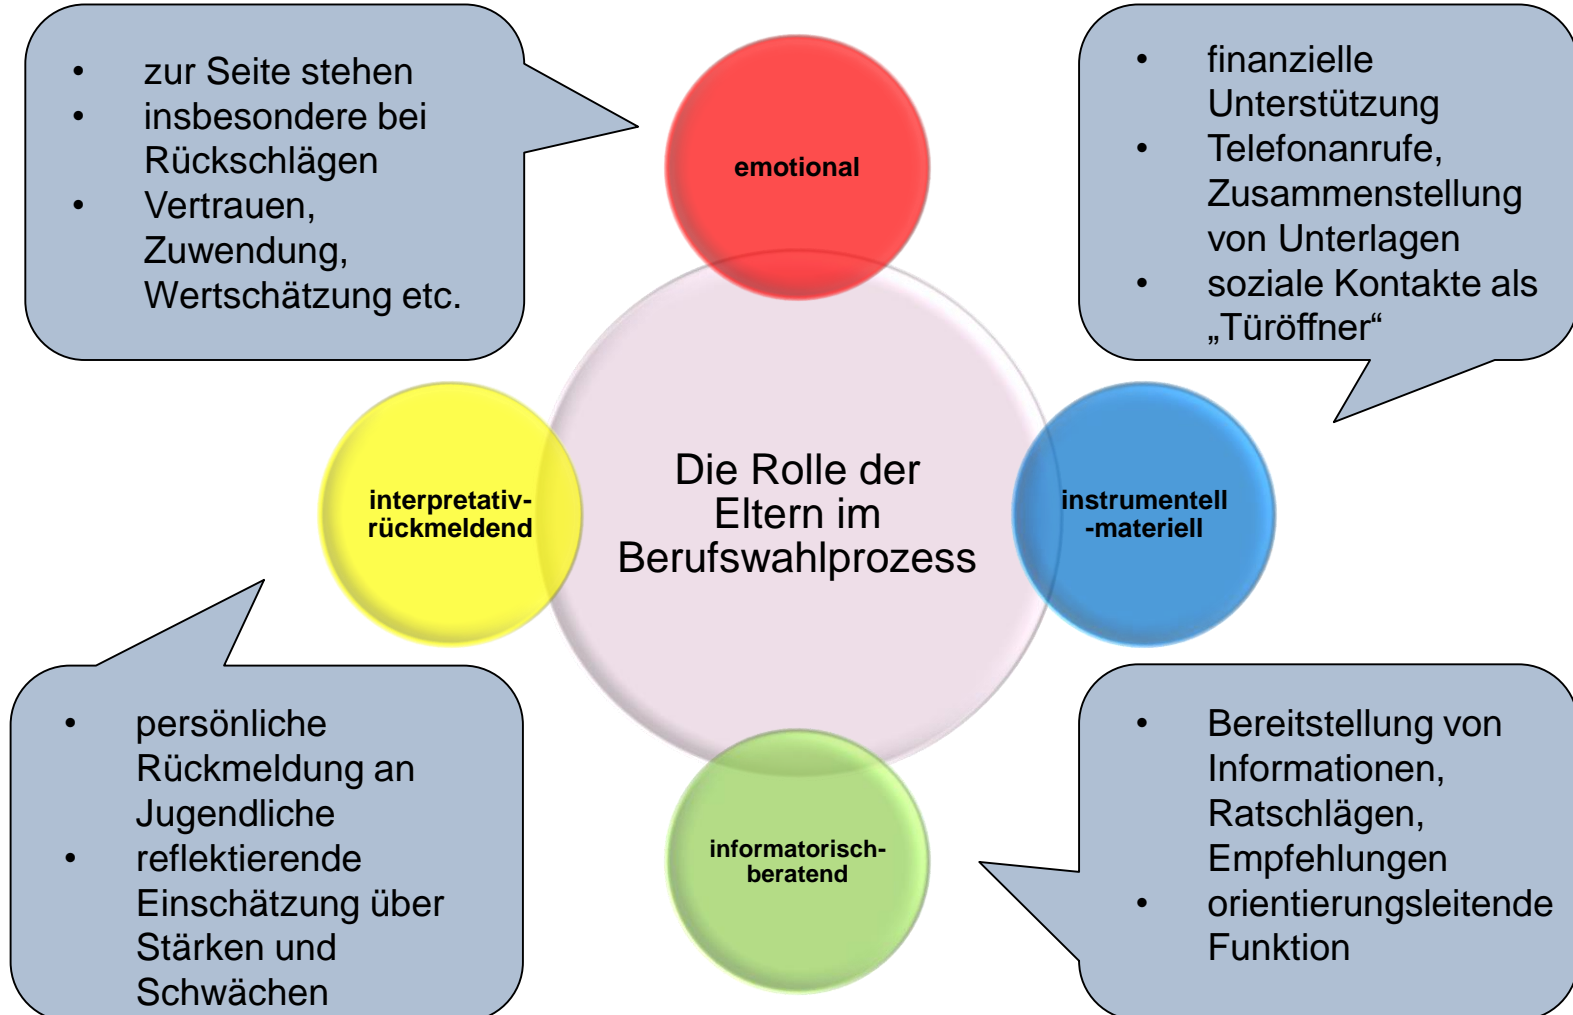 • zur Seite stehen
• insbesondere bei
Rückschlägen
• Vertrauen,
Zuwendung,
Wertschätzung etc.
emotional
• finanzielle
Unterstützung
• Telefonanrufe,
Zusammenstellung
von Unterlagen
• soziale Kontakte als
„Türöffner“
interpretativ-
rückmeldend
Die Rolle der
Eltern im
Berufswahlprozess
instrumentell
-materiell
• persönliche
Rückmeldung an
Jugendliche
• reflektierende
Einschätzung über
Stärken und
Schwächen
informatorisch-
beratend
• Bereitstellung von
Informationen,
Ratschlägen,
Empfehlungen
• orientierungsleitende
Funktion